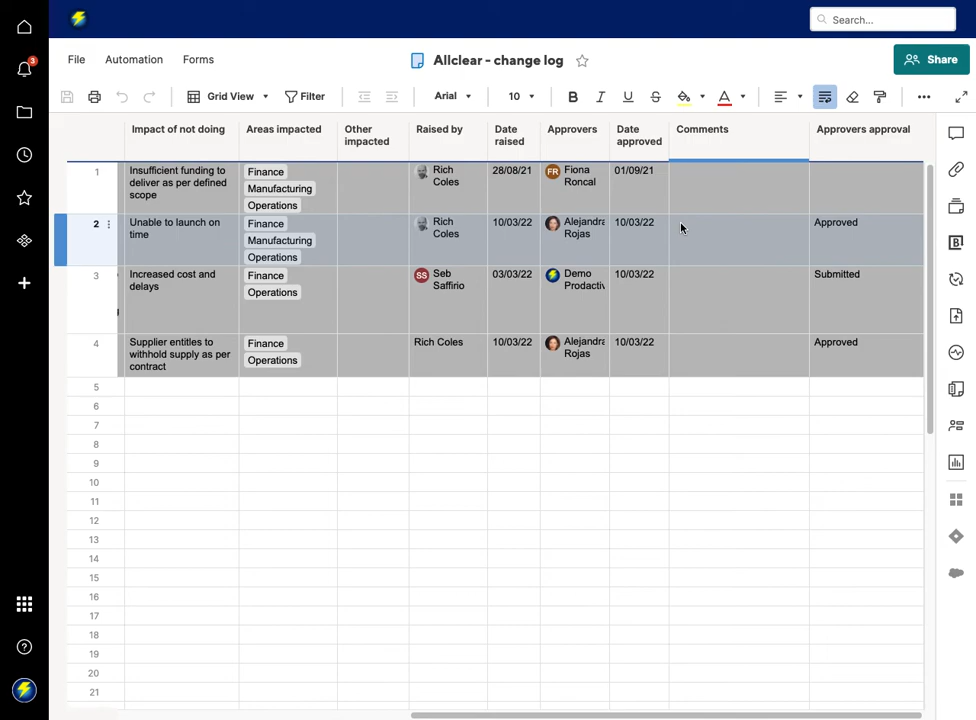 Search...
3
File
Automation
Forms
Allclear - change log
Share
Grid View
Filter
Arial
10
B
I
U
S
A
Impact of not doing
Areas impacted
Other
impacted
Raised by
Date
raised
Approvers
Date
approved
Comments
Approvers approval
1
Insufficient funding to
deliver as per defined
scope
Finance
Manufacturing
Operations
Rich
Coles
28/08/21
FR
Fiona
Roncal
01/09/21
2
Unable to launch on
time
Finance
Manufacturing
Operations
Rich
Coles
10/03/22
Alejandra
Rojas
10/03/22
Approved
3
Increased cost and
delays
Finance
Operations
SS
Seb
Saffirio
03/03/22
Demo
Productiv
10/03/22
Submitted
4
Supplier entities to
withhold supply as per
contract
Finance
Operations
Rich Coles
10/03/22
Alejandra
Rojas
10/03/22
Approved
5
6
7
8
9
10
11
12
13
14
15
16
17
18
19
20
21